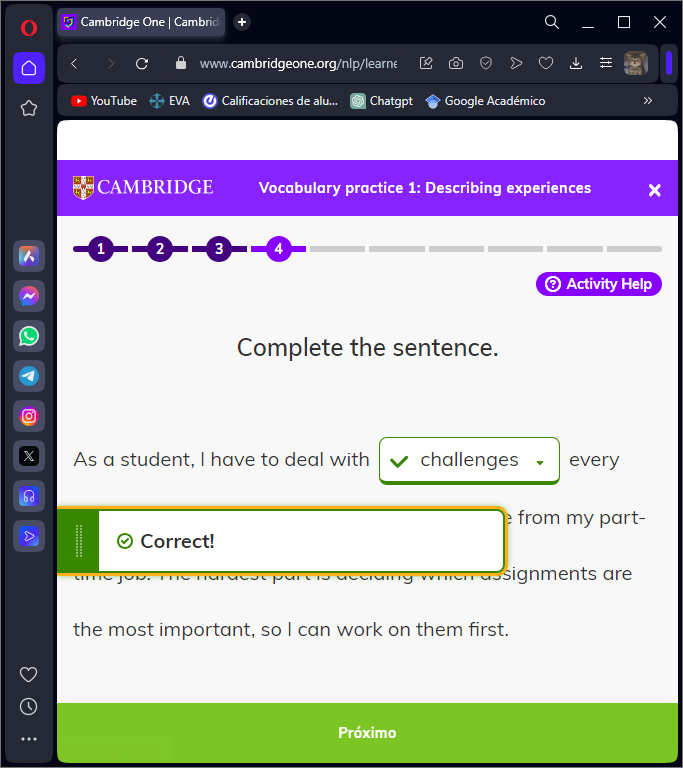 Cambridge One | Cambrid
www.cambridgeone.org/nlp/learne
YouTube EVA Calificaciones de alu... Chatgpt Google Académico
CAMBRIDGE Vocabulary practice 1: Describing experiences
1 2 3 4
Activity Help
Complete the sentence.
As a student, I have to deal with challenges every
from my part-
Correct!
time job. The hardest part is deciding which assignments are
the most important, so I can work on them first.
Próximo